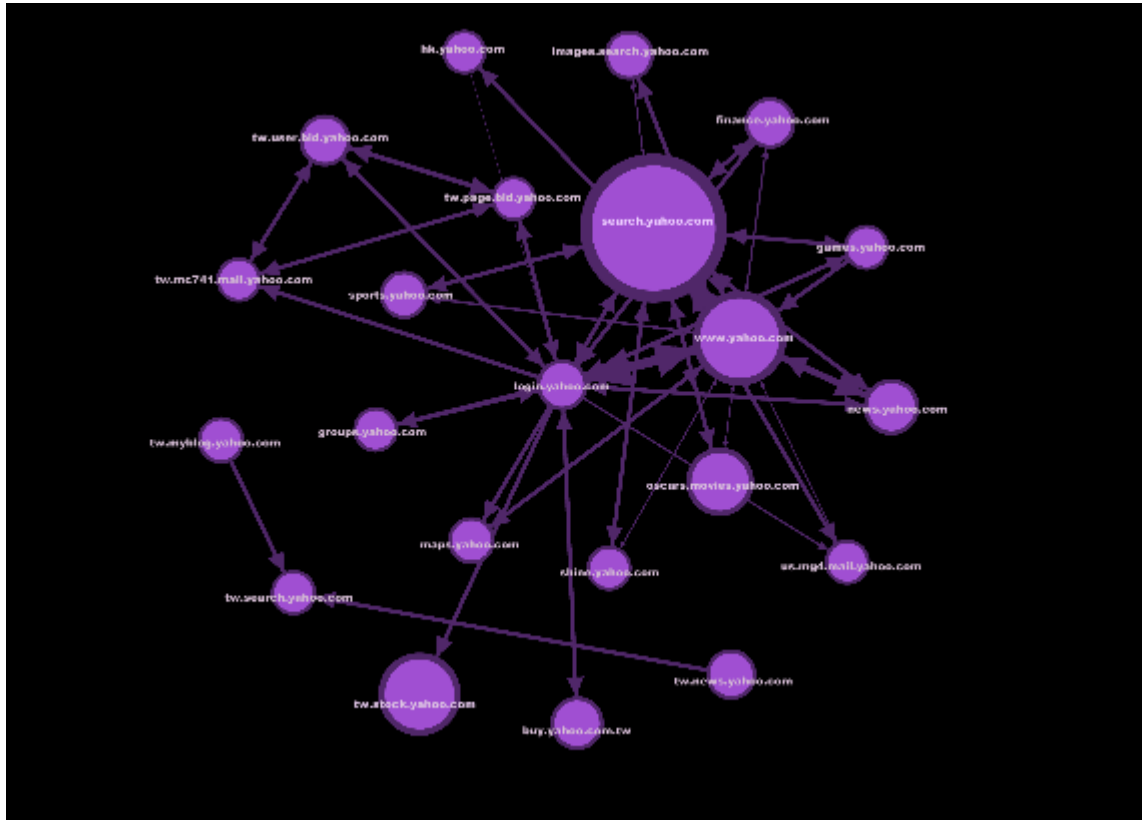 hk.yahoo.com
images.search.yahoo.com
finance.yahoo.com
tw.user.bid.yahoo.com
tw.page.bid.yahoo.com
search.yahoo.com
games.yahoo.com
tw.mc741.mail.yahoo.com
sports.yahoo.com
www.yahoo.com
login.yahoo.com
news.yahoo.com
groups.yahoo.com
tw.myblog.yahoo.com
oscars.movies.yahoo.com
maps.yahoo.com
shine.yahoo.com
us.mg4.mail.yahoo.com
tw.search.yahoo.com
tw.news.yahoo.com
tw.stock.yahoo.com
buy.yahoo.com.tw